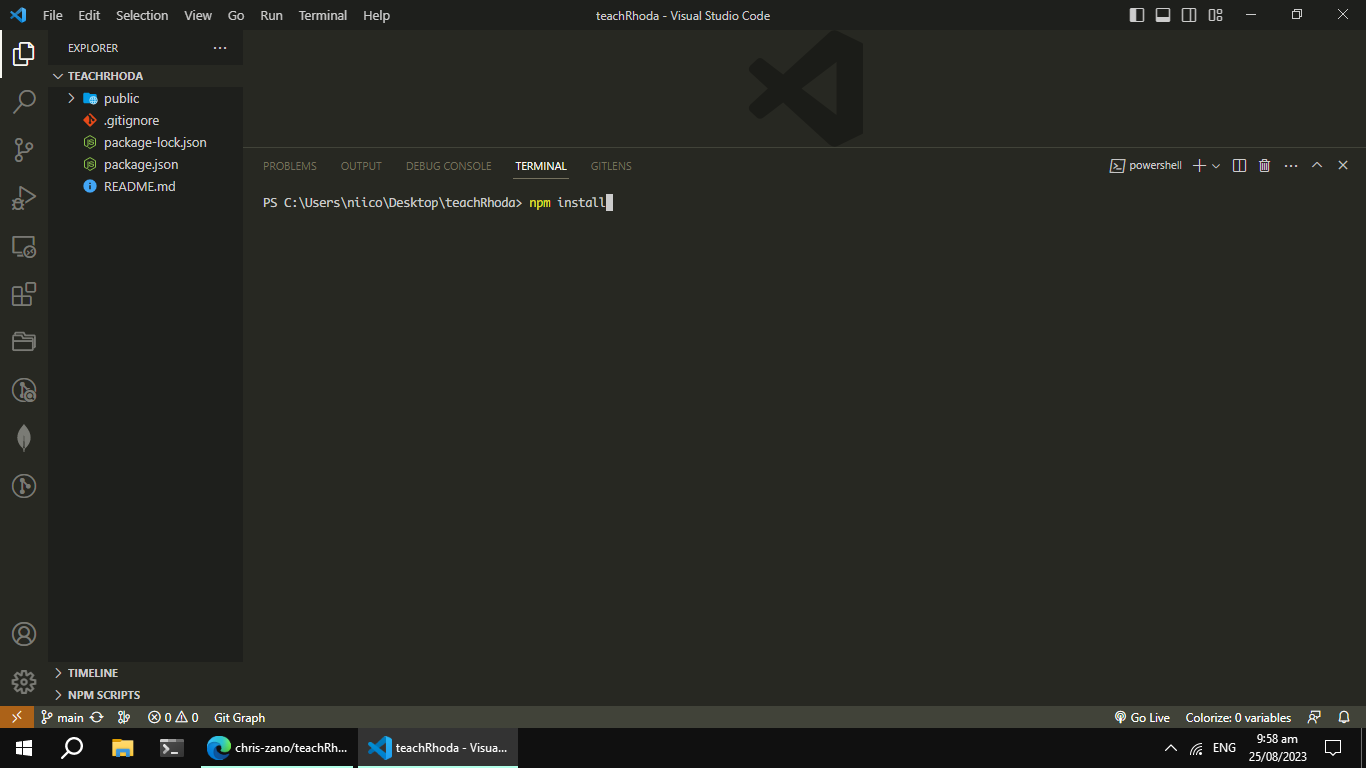 File Edit Selection View Go Run Terminal Help
teachRhoda - Visual Studio Code
EXPLORER
TEACHRHODA
public
.gitignore
package-lock.json
package.json
README.md
PROBLEMS OUTPUT DEBUG CONSOLE TERMINAL GITLENS
powershell
PS C:\Users\niico\Desktop\teachRhoda> npm install
TIMELINE
NPM SCRIPTS
main 0 0 Git Graph
Go Live Colorize: 0 variables
chris-zano/teachRh...
teachRhoda - Visua...
ENG
9:58 am
25/08/2023